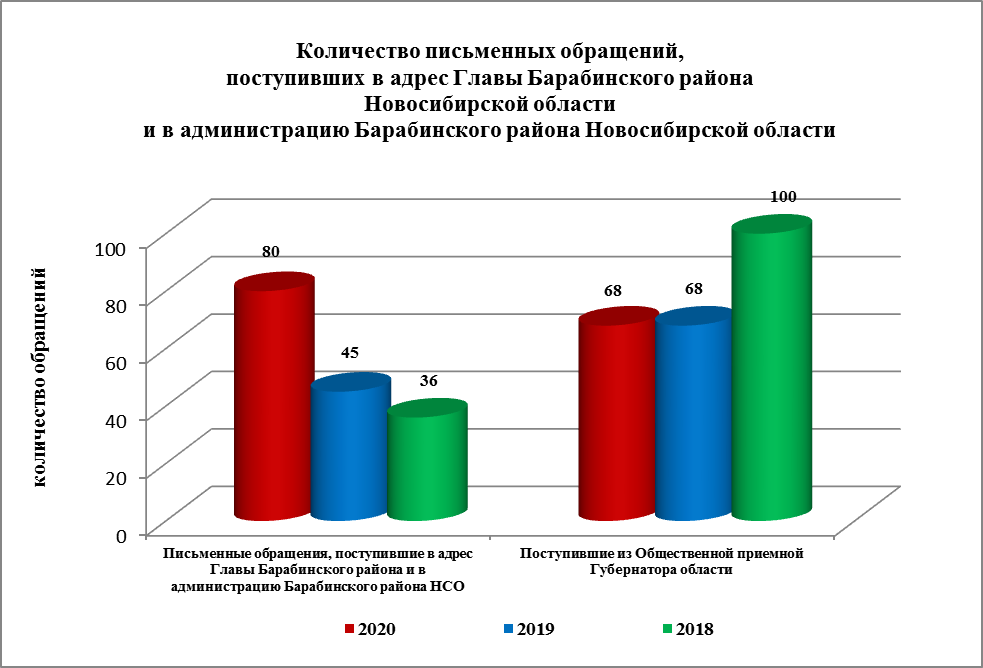 Количество письменных обращений,
поступивших в адрес Главы Барабинского района
Новосибирской области
и в администрацию Барабинского района Новосибирской области
количество обращений
100
80
60
40
20
0
80
45
36
68
68
100
Письменные обращения, поступившие в адрес
Главы Барабинского района и в
администрацию Барабинского района НСО
Поступившие из Общественной приемной
Губернатора области
2020
2019
2018